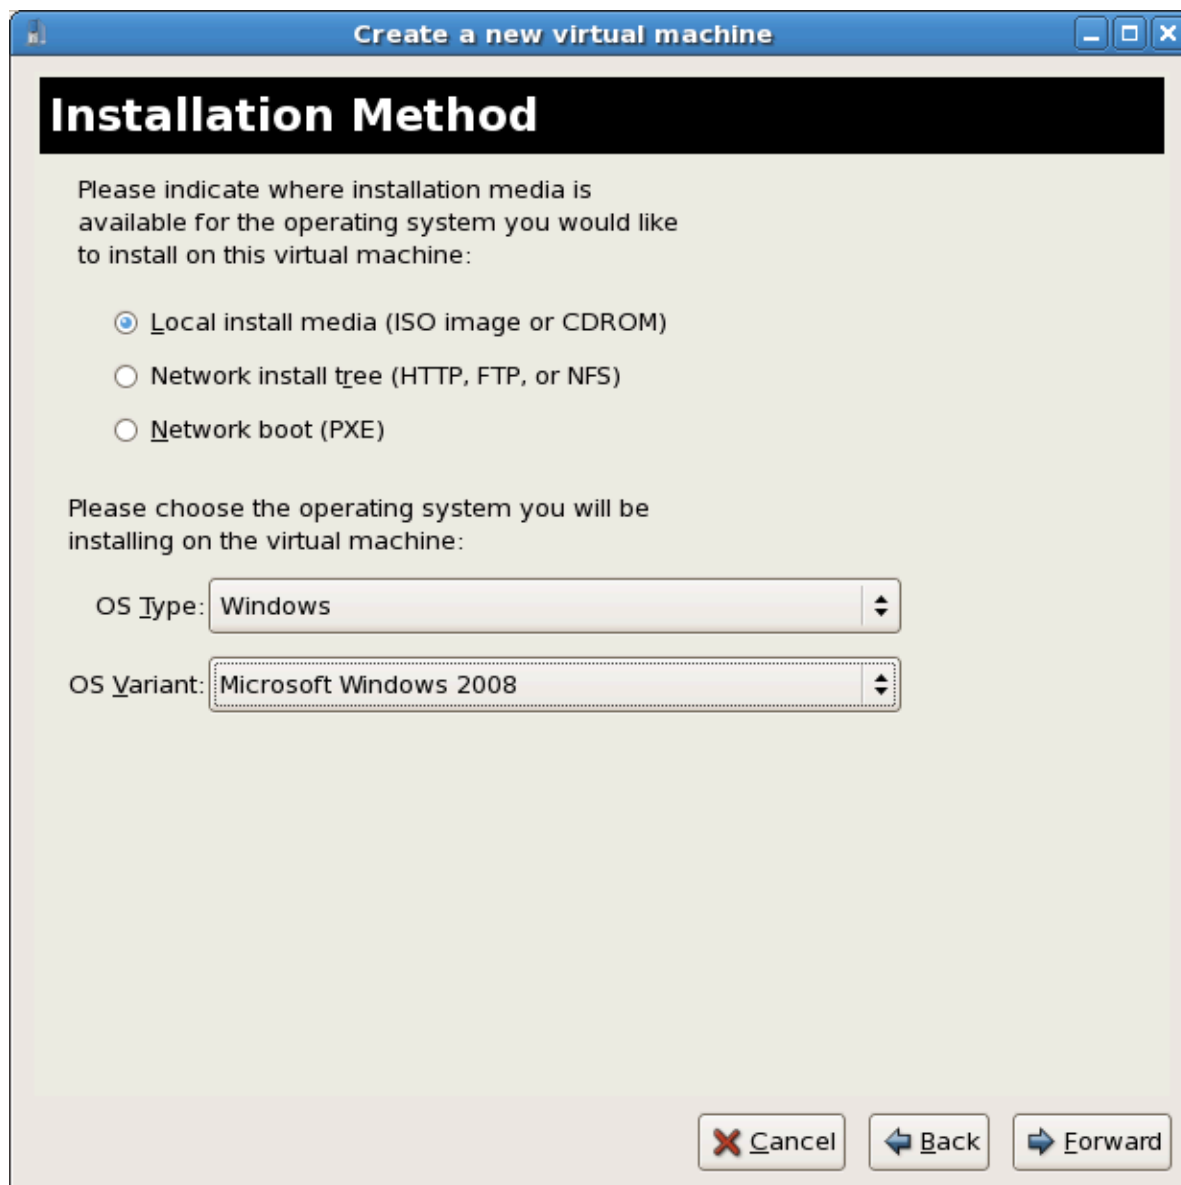 Create a new virtual machine
Installation Method
Please indicate where installation media is
available for the operating system you would like
to install on this virtual machine:
Local install media (ISO image or CDROM)
Network install tree (HTTP, FTP, or NFS)
Network boot (PXE)
Please choose the operating system you will be
installing on the virtual machine:
OS Type: Windows
OS Variant: Microsoft Windows 2008
Cancel Back Forward